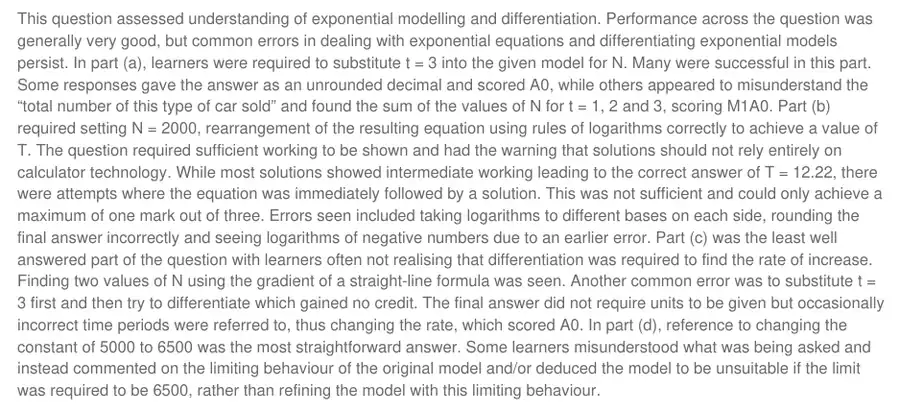 This question assessed understanding of exponential modelling and differentiation. Performance across the question was
generally very good, but common errors in dealing with exponential equations and differentiating exponential models
persist. In part (a), learners were required to substitute t = 3 into the given model for N. Many were successful in this part.
Some responses gave the answer as an unrounded decimal and scored A0, while others appeared to misunderstand the
“total number of this type of car sold” and found the sum of the values of N for t = 1, 2 and 3, scoring M1A0. Part (b)
required setting N = 2000, rearrangement of the resulting equation using rules of logarithms correctly to achieve a value of
T. The question required sufficient working to be shown and had the warning that solutions should not rely entirely on
calculator technology. While most solutions showed intermediate working leading to the correct answer of T = 12.22, there
were attempts where the equation was immediately followed by a solution. This was not sufficient and could only achieve a
maximum of one mark out of three. Errors seen included taking logarithms to different bases on each side, rounding the
final answer incorrectly and seeing logarithms of negative numbers due to an earlier error. Part (c) was the least well
answered part of the question with learners often not realising that differentiation was required to find the rate of increase.
Finding two values of N using the gradient of a straight-line formula was seen. Another common error was to substitute t =
3 first and then try to differentiate which gained no credit. The final answer did not require units to be given but occasionally
incorrect time periods were referred to, thus changing the rate, which scored A0. In part (d), reference to changing the
constant of 5000 to 6500 was the most straightforward answer. Some learners misunderstood what was being asked and
instead commented on the limiting behaviour of the original model and/or deduced the model to be unsuitable if the limit
was required to be 6500, rather than refining the model with this limiting behaviour.